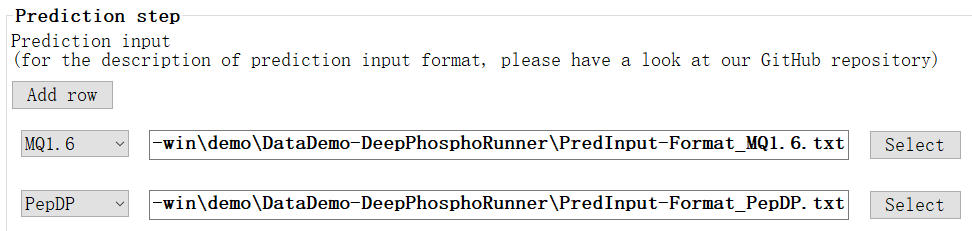 Prediction step
Prediction input
(for the description of prediction input format, please have a look at our GitHub repository)
Add row
MQ1.6 -win\demo\DataDemo-DeepPhosphoRunner\PredInput-Format_MQ1.6.txt Select
PepDP -win\demo\DataDemo-DeepPhosphoRunner\PredInput-Format_PepDP.txt Select